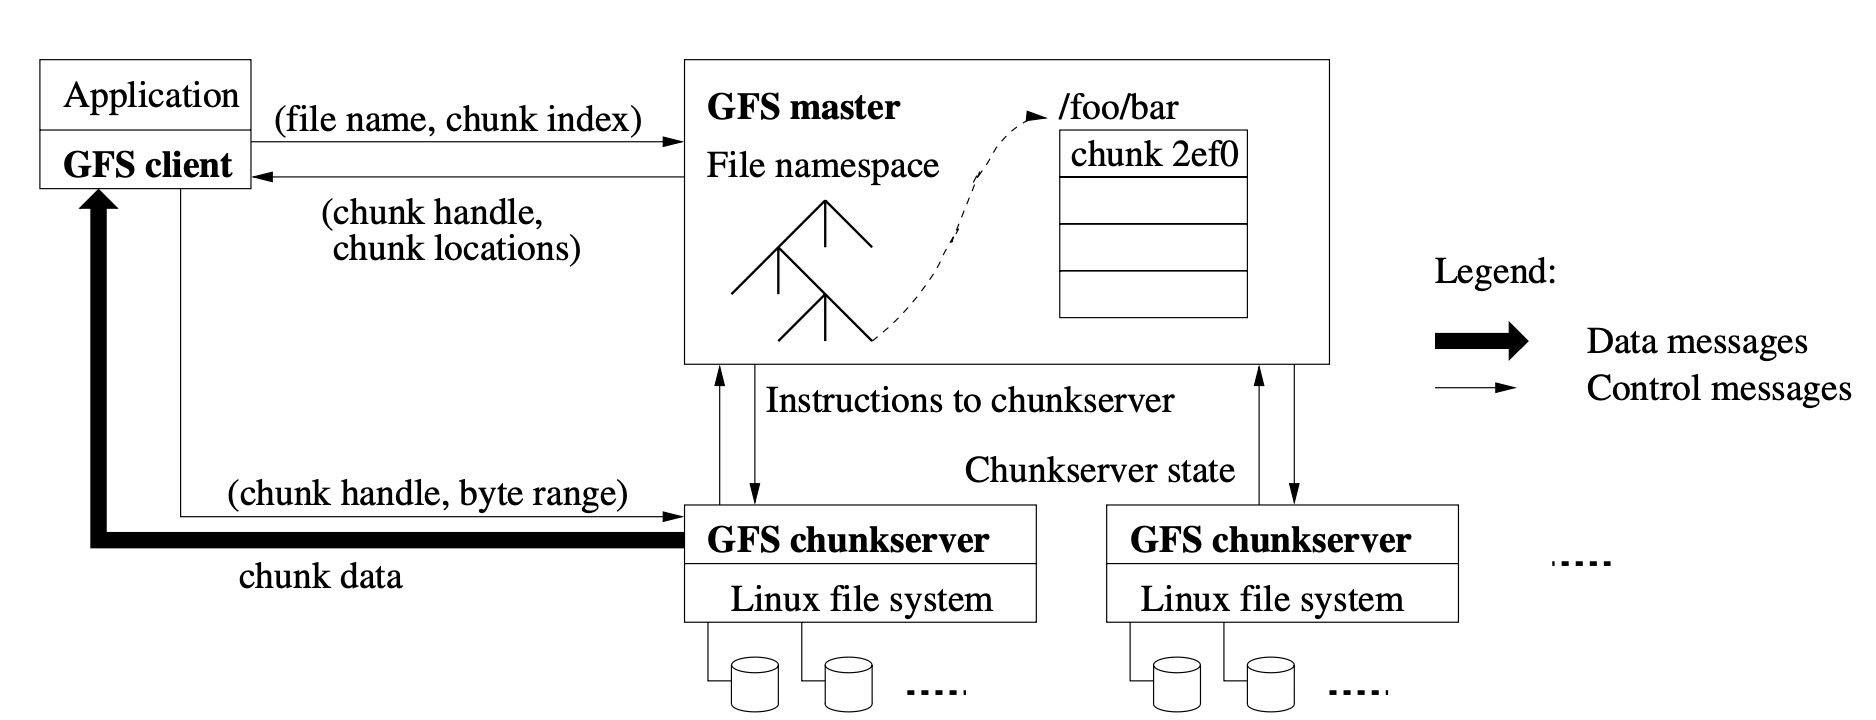 Application
GFS client
(file name, chunk index)
(chunk handle,
chunk locations)
GFS master
File namespace
/foo/bar
chunk 2ef0
Legend:
Data messages
Control messages
Instructions to chunkserver
Chunkserver state
(chunk handle, byte range)
chunk data
GFS chunkserver
Linux file system
GFS chunkserver
Linux file system